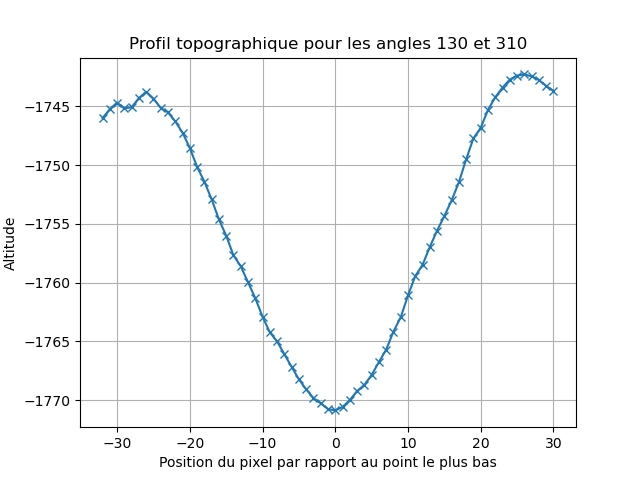 Profil topographique pour les angles 130 et 310
Altitude
−1745
−1750
−1755
−1760
−1765
−1770
−30 −20 −10 0 10 20 30
Position du pixel par rapport au point le plus bas